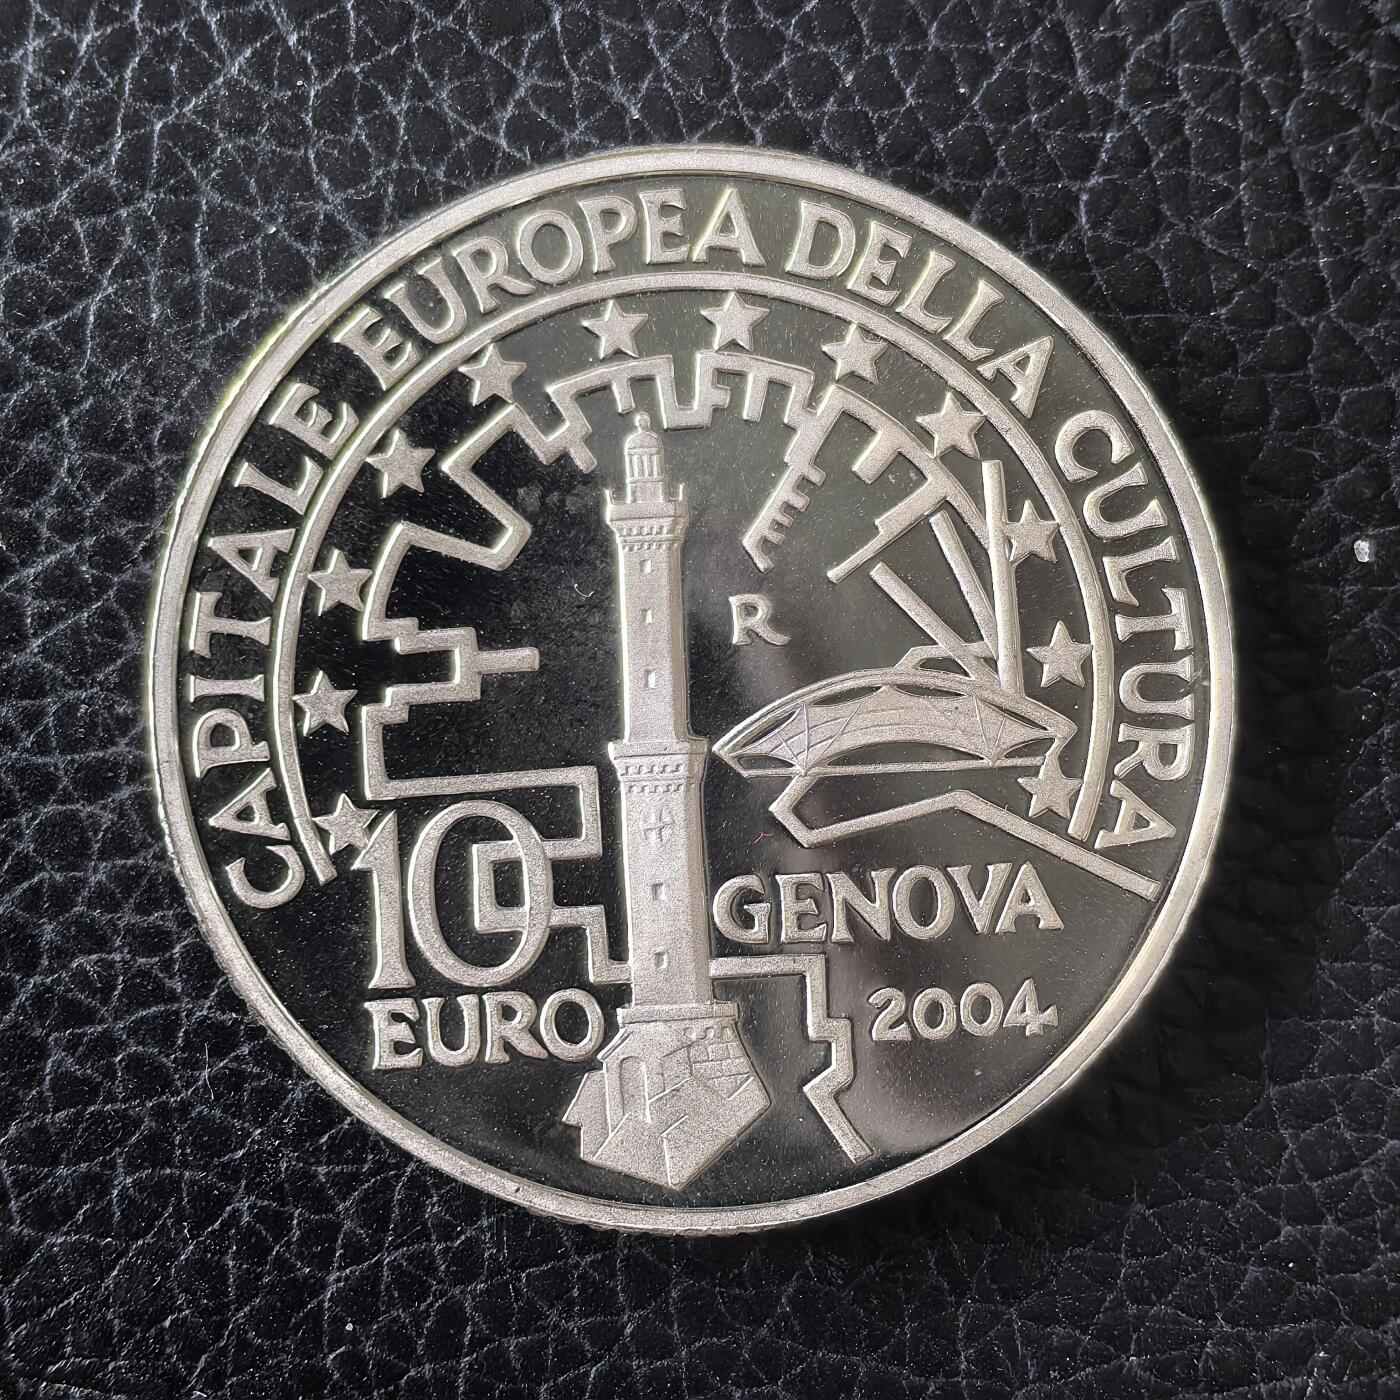 CAPITALE EUROPEA DELLA CULTURA
R
10
EURO
GENOVA
2004